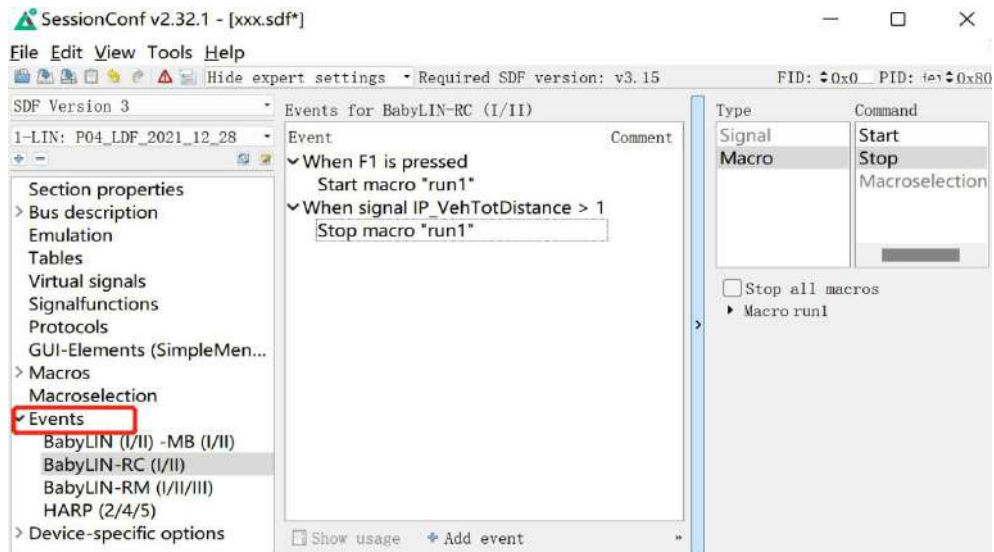 SessionConf v2.32.1 - [xxx.sdf*]
File Edit View Tools Help
Hide expert settings Required SDF version: v3.15 FID: 0x0 PID: 0x80
SDF Version 3
1-LIN: P04_LDF_2021_12_28
Section properties
Bus description
Emulation
Tables
Virtual signals
Signalfunctions
Protocols
GUI-Elements (SimpleMen...
Macros
Macroselection
Events
BabyLIN (I/II) -MB (I/II)
BabyLIN-RC (I/II)
BabyLIN-RM (I/II/III)
HARP (2/4/5)
Device-specific options
Events for BabyLIN-RC (I/II)
Event Comment
When F1 is pressed
Start macro "run1"
When signal IP_VehTotDistance > 1
Stop macro "run1"
Show usage + Add event »
Type Command
Signal Start
Macro Stop
Macroselection
Stop all macros
Macro run1